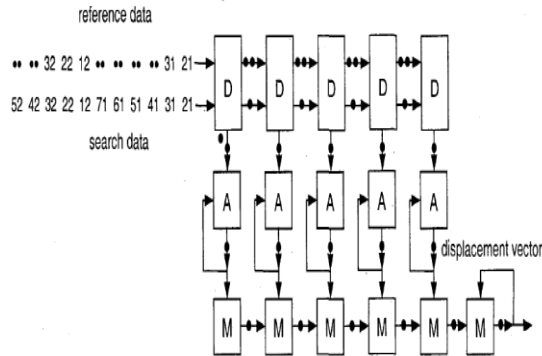 reference data
•• •• 32 22 12 •• •• •• •• 31 21
D D D D D
52 42 32 22 12 71 61 51 41 31 21
search data
A A A A A
displacement vector
M M M M M M